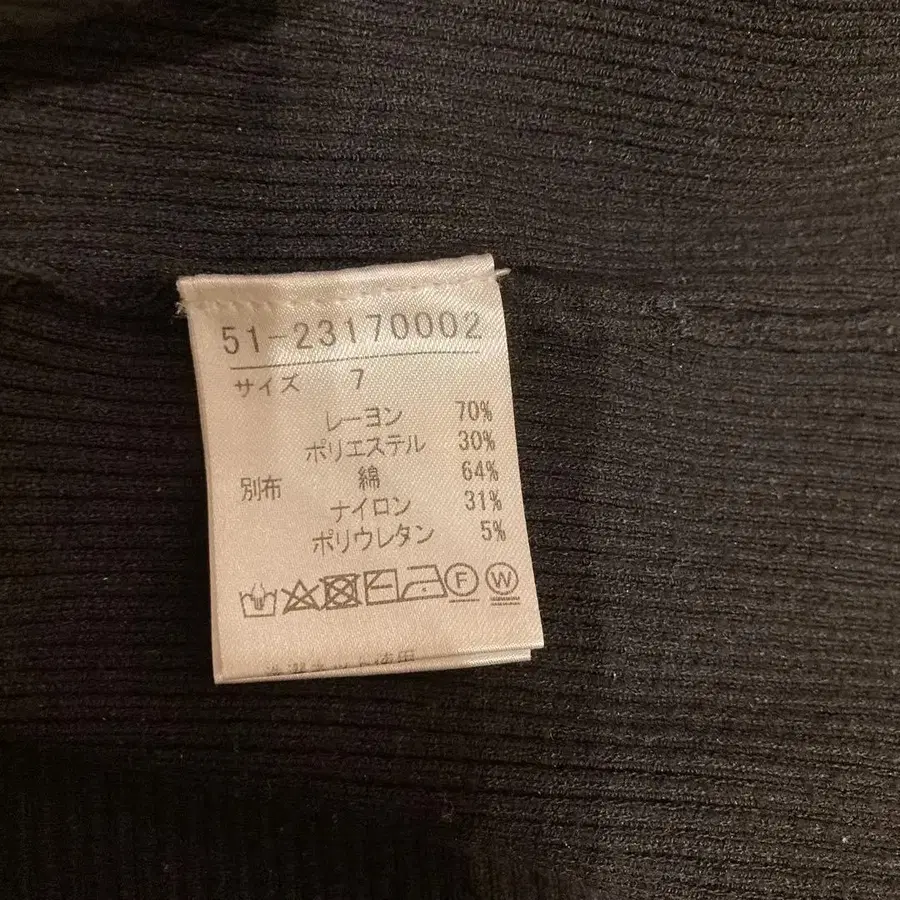 51-23170002
サイズ 7
レーヨン 70%
ポリエステル 30%
別布 綿 64%
ナイロン 31%
ポリウレタン 5%
F W